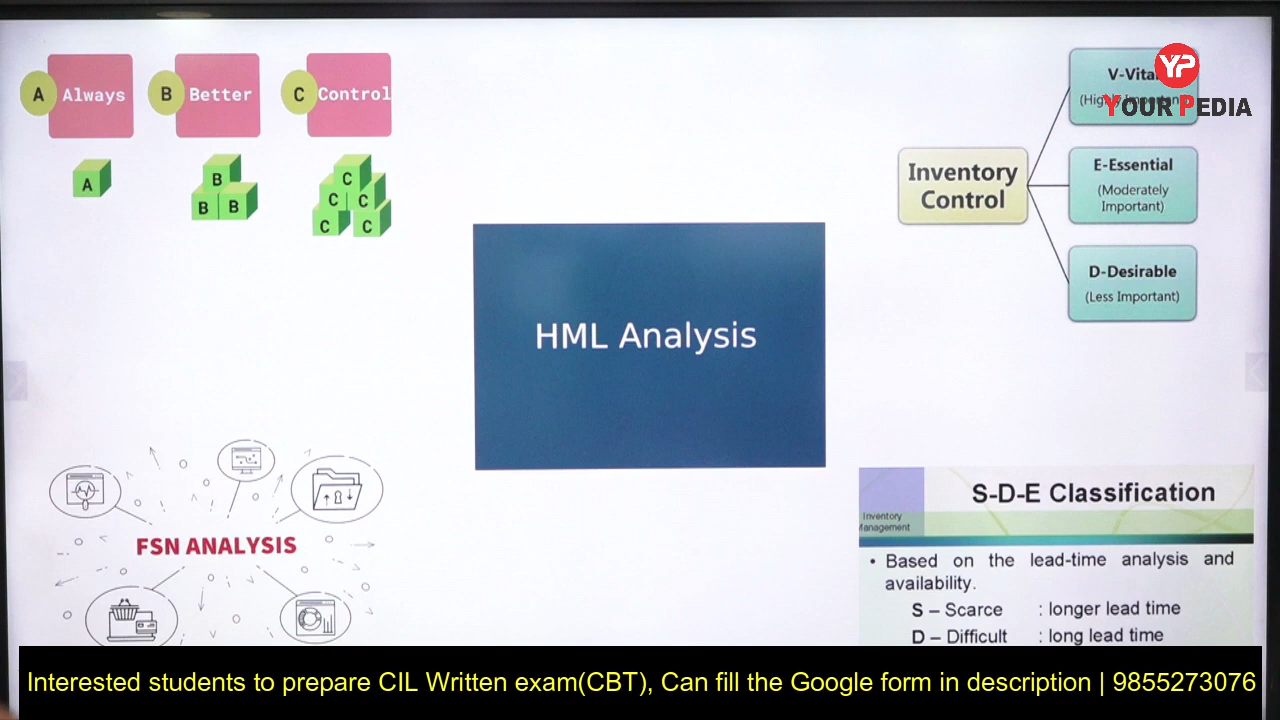 A Always
B Better
C Control
A
B
B B
C
C C
C C
HML Analysis
Inventory
Control
V-Vital
E-Essential
(Moderately
Important)
D-Desirable
(Less Important)
YP
YOUR PEDIA
FSN ANALYSIS
S-D-E Classification
Inventory
Management
• Based on the lead-time analysis and
availability.
S – Scarce : longer lead time
D – Difficult : long lead time
Interested students to prepare CIL Written exam(CBT), Can fill the Google form in description | 9855273076